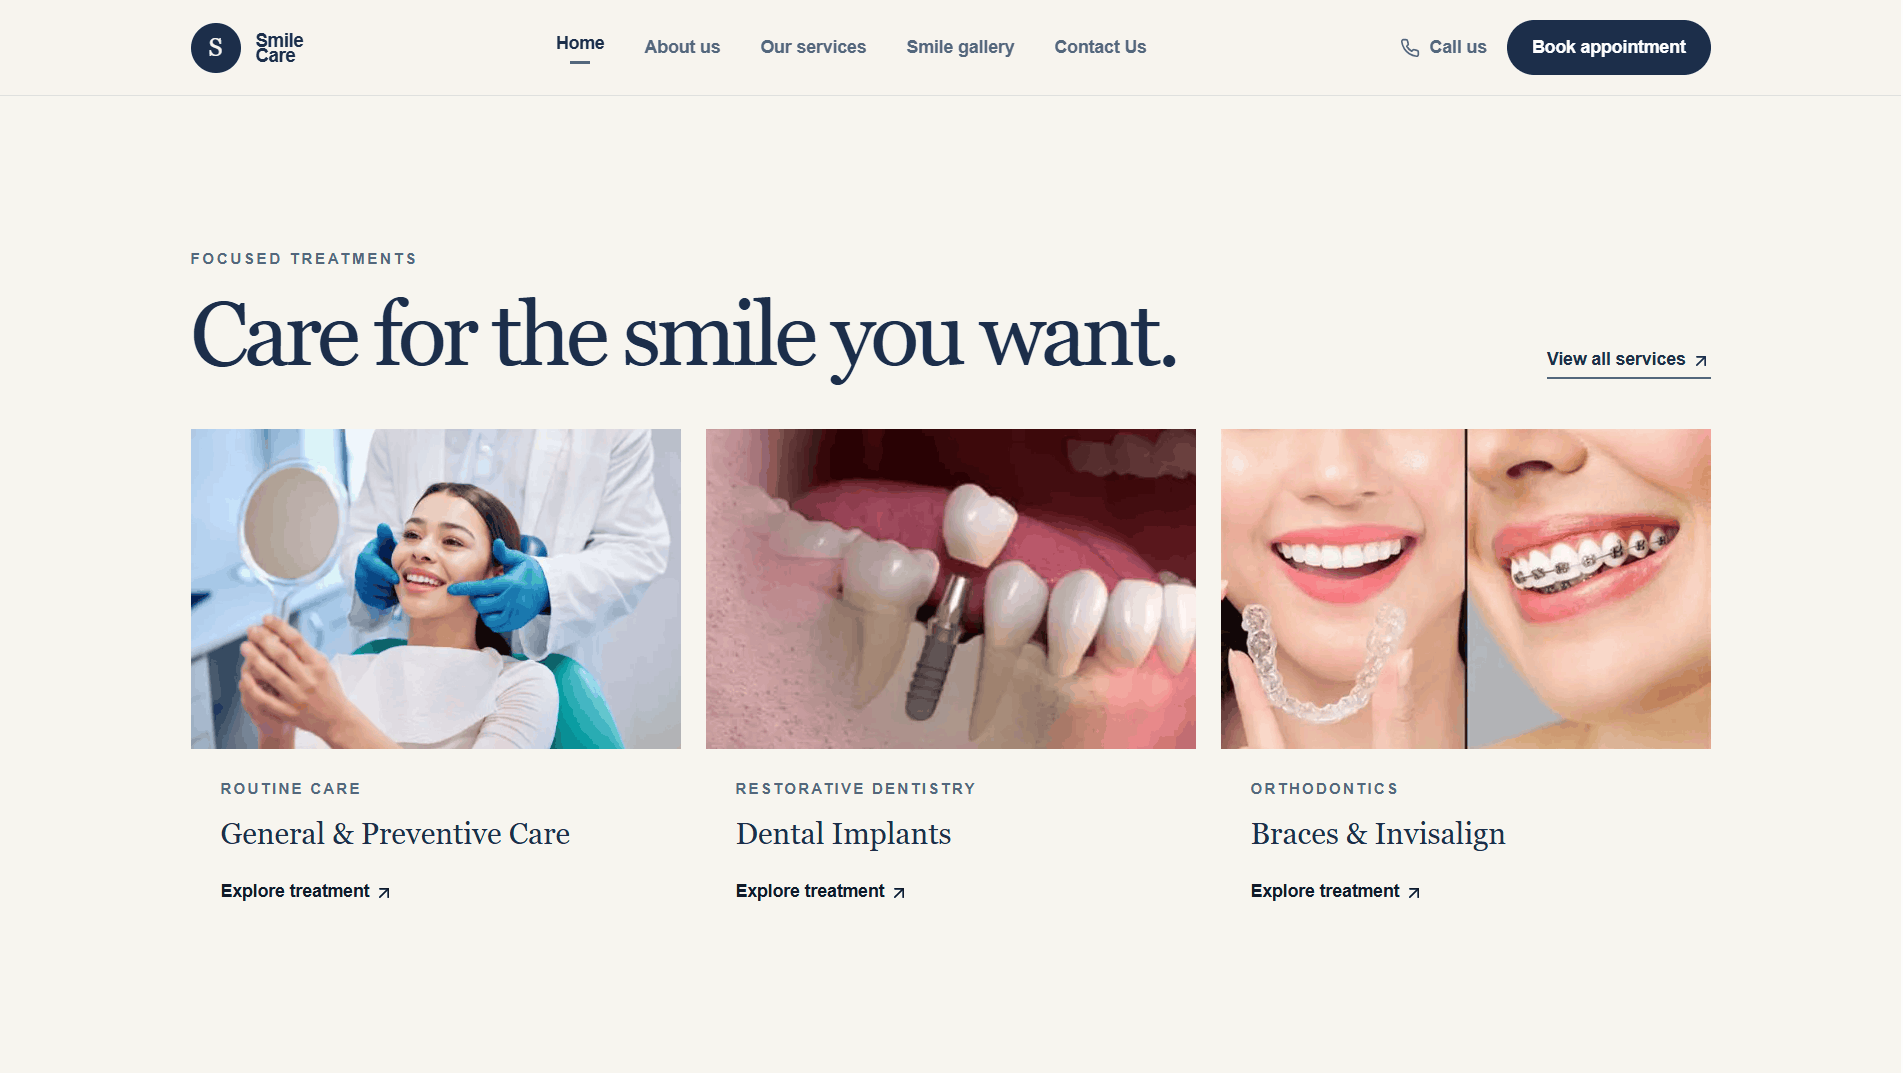 S
Smile
Care
Home
About us
Our services
Smile gallery
Contact Us
Call us
Book appointment
FOCUSED TREATMENTS
Care for the smile you want.
View all services
ROUTINE CARE
General & Preventive Care
Explore treatment
RESTORATIVE DENTISTRY
Dental Implants
Explore treatment
ORTHODONTICS
Braces & Invisalign
Explore treatment